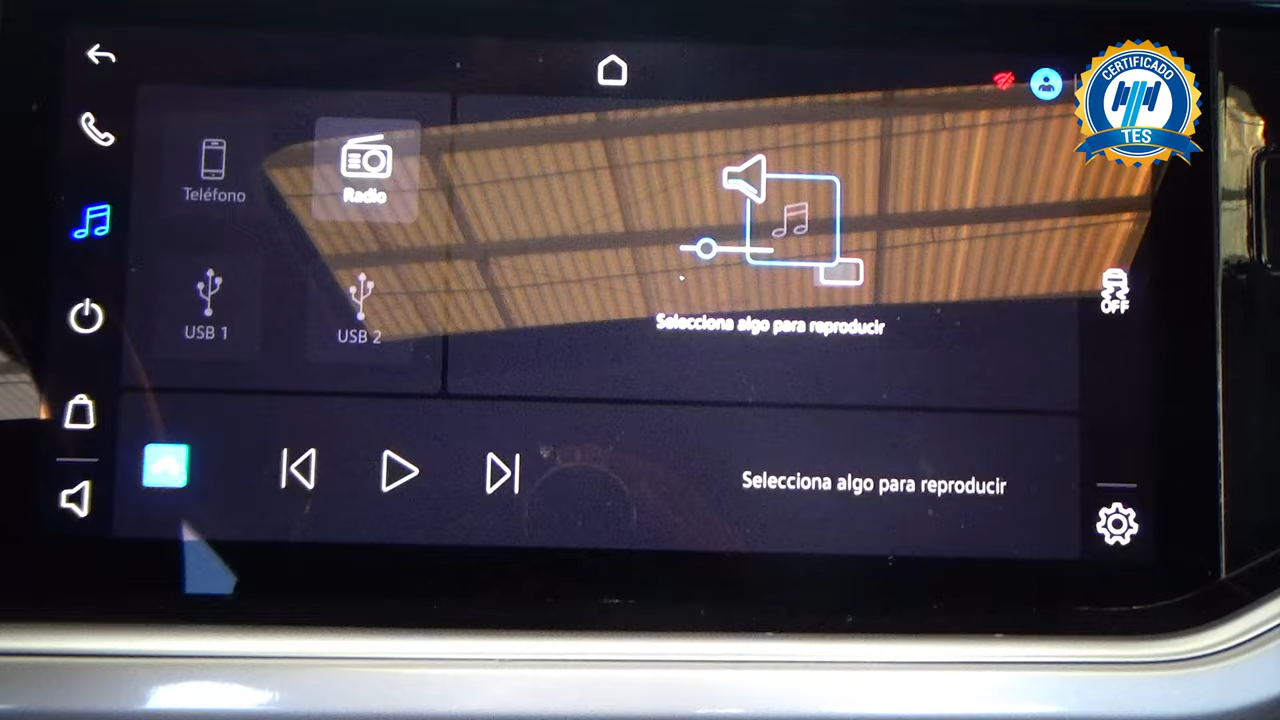 CERTIFICADO
TES
Teléfono
Radio
USB 1
USB 2
Selecciona algo para reproducir
OFF
Selecciona algo para reproducir